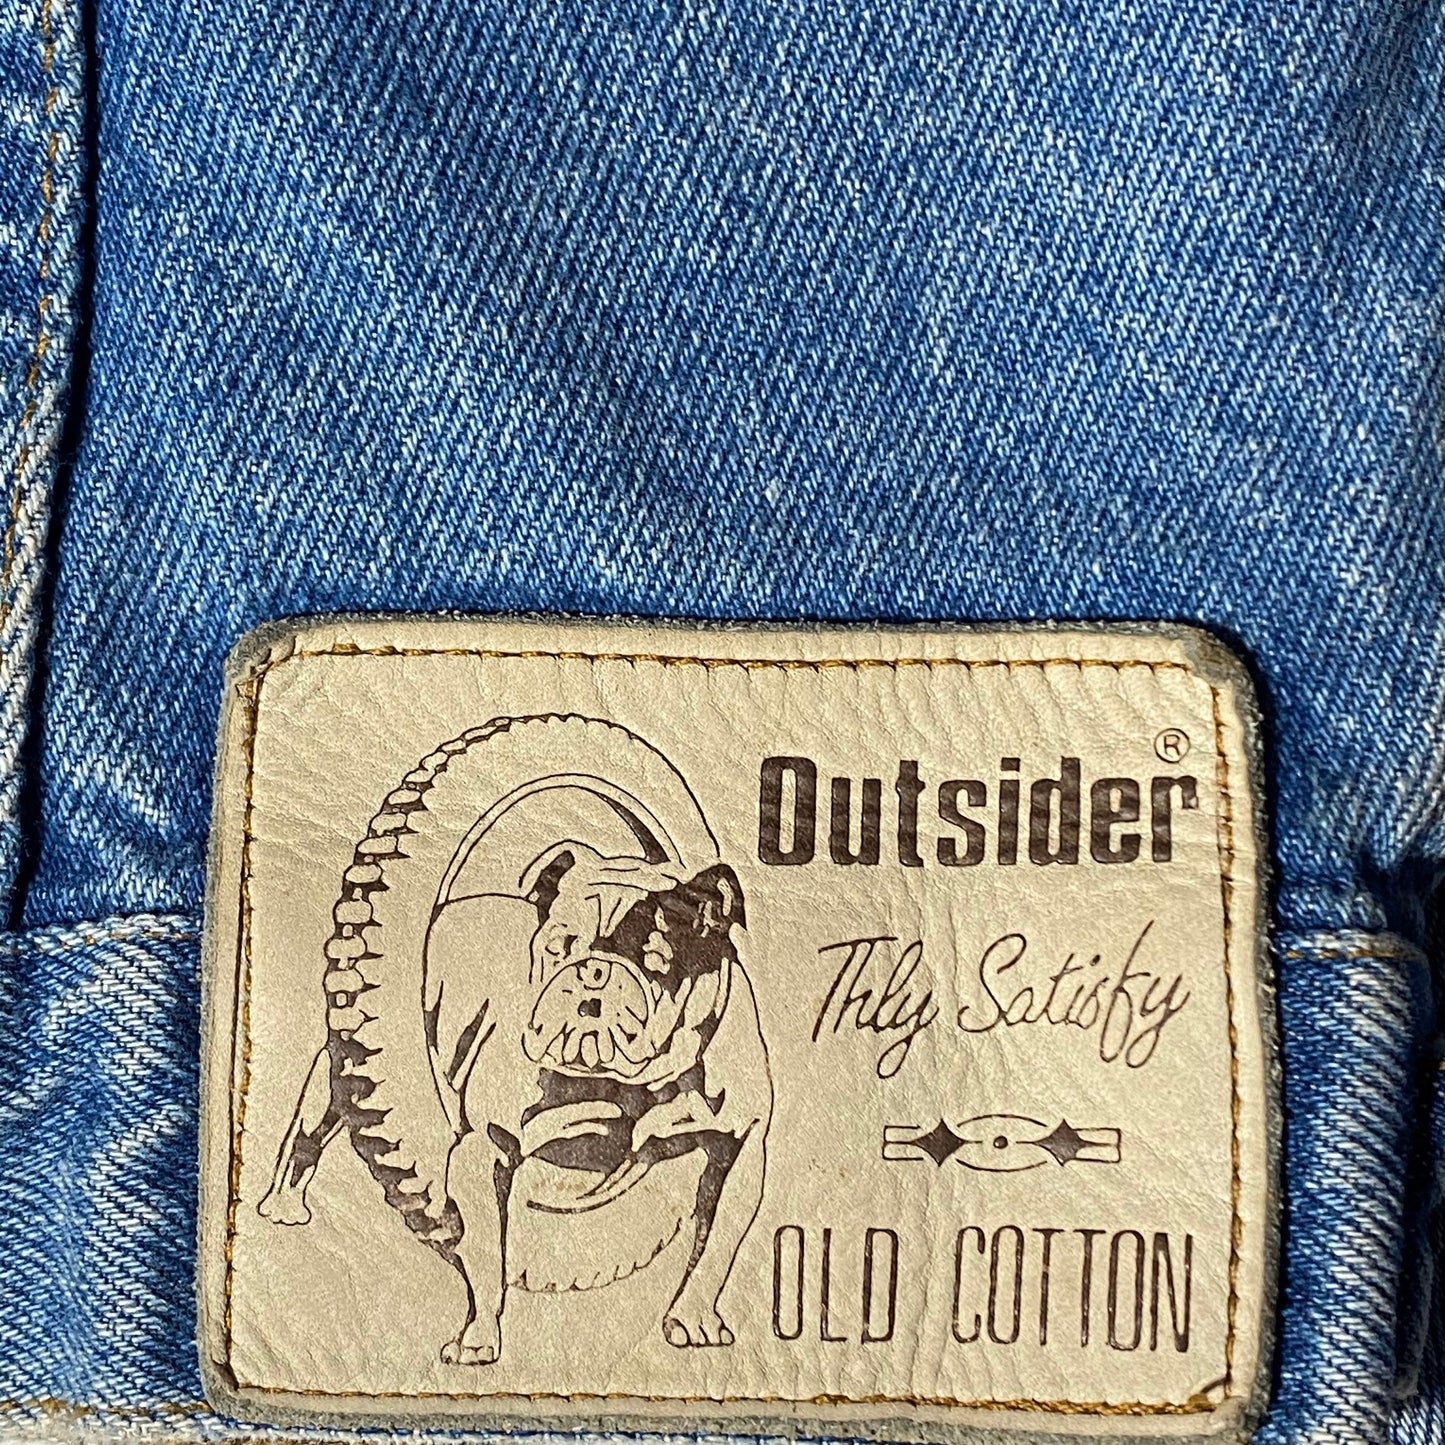 Outsider®
Thly Satisfy
OLD COTTON